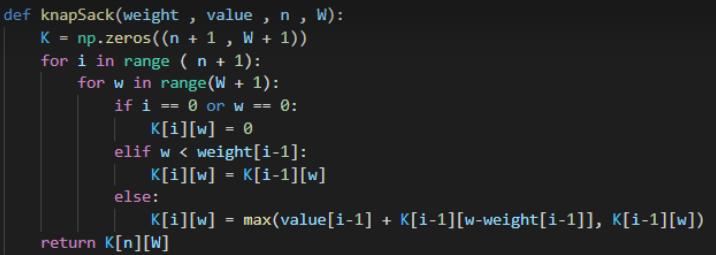 def knapSack(weight , value , n , W):
    K = np.zeros((n + 1 , W + 1))
    for i in range ( n + 1):
        for w in range(W + 1):
            if i == 0 or w == 0:
                K[i][w] = 0
            elif w < weight[i-1]:
                K[i][w] = K[i-1][w]
            else:
                K[i][w] = max(value[i-1] + K[i-1][w-weight[i-1]], K[i-1][w])
    return K[n][W]